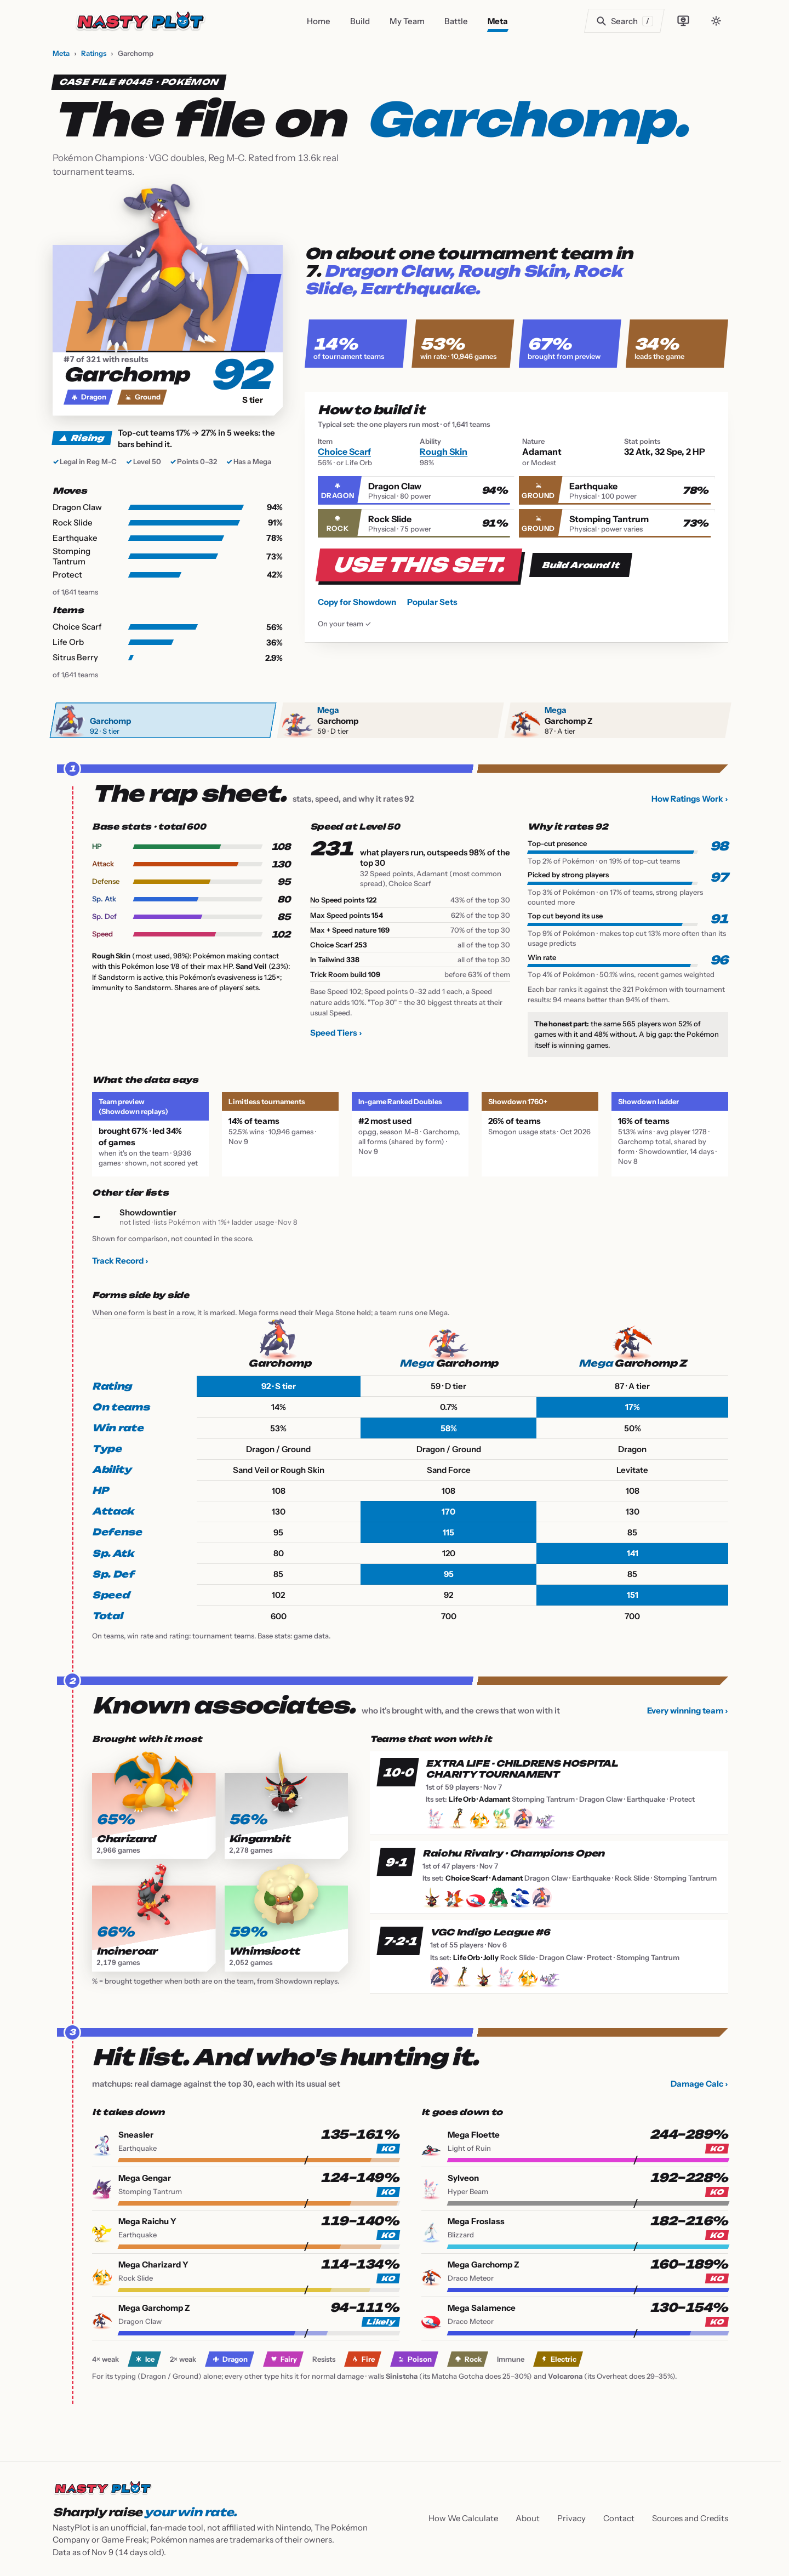 NASTY PLOT
Home Build My Team Battle Meta
Search /
Meta › Ratings › Garchomp
CASE FILE #0445 · POKÉMON
The file on Garchomp.
Pokémon Champions · VGC doubles, Reg M-C. Rated from 13.6k real
tournament teams.
#7 of 321 with results
Garchomp
92
S tier
Dragon Ground
▲ Rising
Top-cut teams 17% → 27% in 5 weeks: the
bars behind it.
✓Legal in Reg M-C ✓Level 50 ✓Points 0–32 ✓Has a Mega
Moves
Dragon Claw 94%
Rock Slide 91%
Earthquake 78%
Stomping
Tantrum 73%
Protect 42%
of 1,641 teams
Items
Choice Scarf 56%
Life Orb 36%
Sitrus Berry 2.9%
of 1,641 teams
On about one tournament team in
7. Dragon Claw, Rough Skin, Rock
Slide, Earthquake.
14%
of tournament teams
53%
win rate · 10,946 games
67%
brought from preview
34%
leads the game
How to build it
Typical set: the one players run most · of 1,641 teams
Item Ability Nature Stat points
Choice Scarf Rough Skin Adamant 32 Atk, 32 Spe, 2 HP
56% · or Life Orb 98% or Modest
DRAGON
Dragon Claw
Physical · 80 power
94%
GROUND
Earthquake
Physical · 100 power
78%
ROCK
Rock Slide
Physical · 75 power
91%
GROUND
Stomping Tantrum
Physical · power varies
73%
USE THIS SET.
Build Around It
Copy for Showdown Popular Sets
On your team ✓
Garchomp
92 · S tier
Mega
Garchomp
59 · D tier
Mega
Garchomp Z
87 · A tier
1
The rap sheet. stats, speed, and why it rates 92
How Ratings Work ›
Base stats · total 600
HP 108
Attack 130
Defense 95
Sp. Atk 80
Sp. Def 85
Speed 102
Rough Skin (most used, 98%): Pokémon making contact
with this Pokémon lose 1/8 of their max HP. Sand Veil (2.3%):
If Sandstorm is active, this Pokémon's evasiveness is 1.25×;
immunity to Sandstorm. Shares are of players' sets.
Speed at Level 50
231 what players run, outspeeds 98% of the
top 30
32 Speed points, Adamant (most common
spread), Choice Scarf
No Speed points 122 43% of the top 30
Max Speed points 154 62% of the top 30
Max + Speed nature 169 70% of the top 30
Choice Scarf 253 all of the top 30
In Tailwind 338 all of the top 30
Trick Room build 109 before 63% of them
Base Speed 102; Speed points 0–32 add 1 each, a Speed
nature adds 10%. "Top 30" = the 30 biggest threats at their
usual Speed.
Speed Tiers ›
Why it rates 92
Top-cut presence 98
Top 2% of Pokémon · on 19% of top-cut teams
Picked by strong players 97
Top 3% of Pokémon · on 17% of teams, strong players
counted more
Top cut beyond its use 91
Top 9% of Pokémon · makes top cut 13% more often than its
usage predicts
Win rate 96
Top 4% of Pokémon · 50.1% wins, recent games weighted
Each bar ranks it against the 321 Pokémon with tournament
results: 94 means better than 94% of them.
The honest part: the same 565 players won 52% of
games with it and 48% without. A big gap: the Pokémon
itself is winning games.
What the data says
Team preview
(Showdown replays)
brought 67% · led 34%
of games
when it's on the team · 9,936
games · shown, not scored yet
Limitless tournaments
14% of teams
52.5% wins · 10,946 games ·
Nov 9
In-game Ranked Doubles
#2 most used
opgg, season M-8 · Garchomp,
all forms (shared by form) ·
Nov 9
Showdown 1760+
26% of teams
Smogon usage stats · Oct 2026
Showdown ladder
16% of teams
51.3% wins · avg player 1278 ·
Garchomp total, shared by
form · Showdowntier, 14 days ·
Nov 8
Other tier lists
– Showdowntier
not listed · lists Pokémon with 1%+ ladder usage · Nov 8
Shown for comparison, not counted in the score.
Track Record ›
Forms side by side
When one form is best in a row, it is marked. Mega forms need their Mega Stone held; a team runs one Mega.
Garchomp Mega Garchomp Mega Garchomp Z
Rating 92 · S tier 59 · D tier 87 · A tier
On teams 14% 0.7% 17%
Win rate 53% 58% 50%
Type Dragon / Ground Dragon / Ground Dragon
Ability Sand Veil or Rough Skin Sand Force Levitate
HP 108 108 108
Attack 130 170 130
Defense 95 115 85
Sp. Atk 80 120 141
Sp. Def 85 95 85
Speed 102 92 151
Total 600 700 700
On teams, win rate and rating: tournament teams. Base stats: game data.
2
Known associates. who it's brought with, and the crews that won with it
Every winning team ›
Brought with it most
65%
Charizard
2,966 games
56%
Kingambit
2,278 games
66%
Incineroar
2,179 games
59%
Whimsicott
2,052 games
% = brought together when both are on the team, from Showdown replays.
Teams that won with it
10-0
EXTRA LIFE · CHILDRENS HOSPITAL
CHARITY TOURNAMENT
1st of 59 players · Nov 7
Its set: Life Orb · Adamant Stomping Tantrum · Dragon Claw · Earthquake · Protect
9-1
Raichu Rivalry · Champions Open
1st of 47 players · Nov 7
Its set: Choice Scarf · Adamant Dragon Claw · Earthquake · Rock Slide · Stomping Tantrum
7-2-1
VGC Indigo League #6
1st of 55 players · Nov 6
Its set: Life Orb · Jolly Rock Slide · Dragon Claw · Protect · Stomping Tantrum
3
Hit list. And who's hunting it.
matchups: real damage against the top 30, each with its usual set
Damage Calc ›
It takes down
Sneasler 135–161%
Earthquake KO
Mega Gengar 124–149%
Stomping Tantrum KO
Mega Raichu Y 119–140%
Earthquake KO
Mega Charizard Y 114–134%
Rock Slide KO
Mega Garchomp Z 94–111%
Dragon Claw Likely
It goes down to
Mega Floette 244–289%
Light of Ruin KO
Sylveon 192–228%
Hyper Beam KO
Mega Froslass 182–216%
Blizzard KO
Mega Garchomp Z 160–189%
Draco Meteor KO
Mega Salamence 130–154%
Draco Meteor KO
4× weak Ice 2× weak Dragon Fairy Resists Fire Poison Rock Immune Electric
For its typing (Dragon / Ground) alone; every other type hits it for normal damage · walls Sinistcha (its Matcha Gotcha does 25–30%) and Volcarona (its Overheat does 29–35%).
NASTY PLOT
Sharply raise your win rate.
NastyPlot is an unofficial, fan-made tool, not affiliated with Nintendo, The Pokémon
Company or Game Freak; Pokémon names are trademarks of their owners.
Data as of Nov 9 (14 days old).
How We Calculate About Privacy Contact Sources and Credits